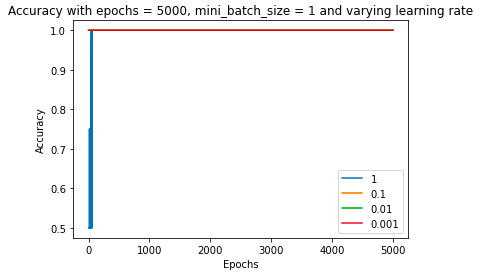 Accuracy with epochs = 5000, mini_batch_size = 1 and varying learning rate
1.0
0.9
0.8
0.7
0.6
0.5
Accuracy
1
0.1
0.01
0.001
0 1000 2000 3000 4000 5000
Epochs